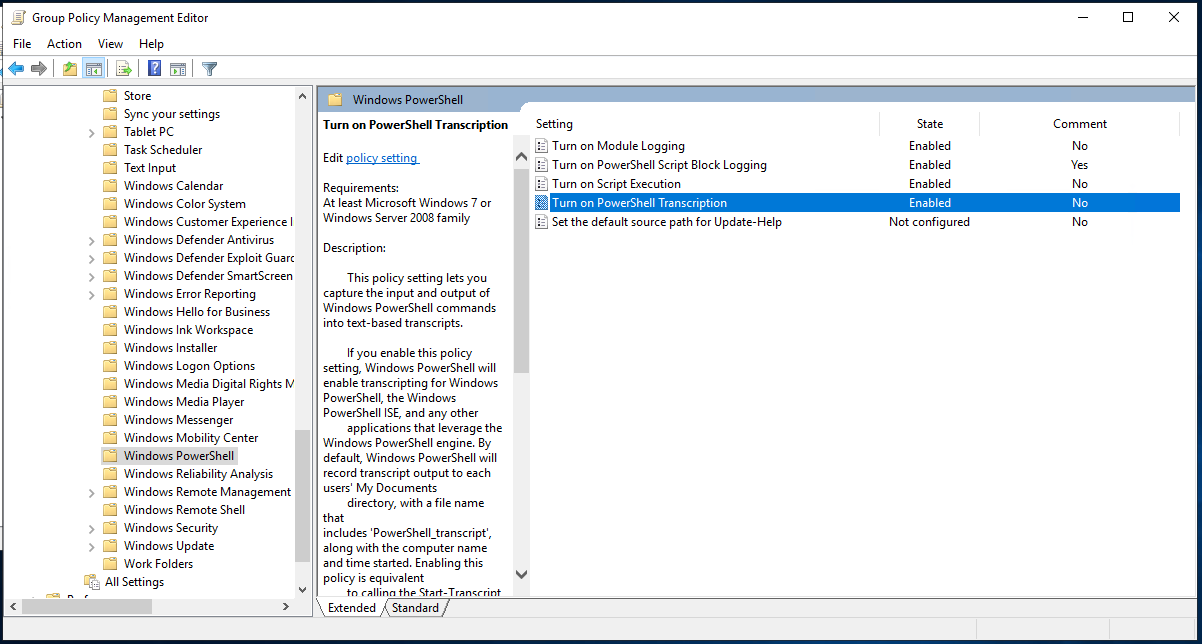 Group Policy Management Editor
File Action View Help
Store
Sync your settings
Tablet PC
Task Scheduler
Text Input
Windows Calendar
Windows Color System
Windows Customer Experience I
Windows Defender Antivirus
Windows Defender Exploit Guard
Windows Defender SmartScreen
Windows Error Reporting
Windows Hello for Business
Windows Ink Workspace
Windows Installer
Windows Logon Options
Windows Media Digital Rights M
Windows Media Player
Windows Messenger
Windows Mobility Center
Windows PowerShell
Windows Reliability Analysis
Windows Remote Management
Windows Remote Shell
Windows Security
Windows Update
Work Folders
All Settings
Windows PowerShell
Turn on PowerShell Transcription
Edit policy setting
Requirements:
At least Microsoft Windows 7 or
Windows Server 2008 family
Description:
This policy setting lets you
capture the input and output of
Windows PowerShell commands
into text-based transcripts.
If you enable this policy
setting, Windows PowerShell will
enable transcripting for Windows
PowerShell, the Windows
PowerShell ISE, and any other
applications that leverage the
Windows PowerShell engine. By
default, Windows PowerShell will
record transcript output to each
users' My Documents
directory, with a file name
that
includes 'PowerShell_transcript',
along with the computer name
and time started. Enabling this
policy is equivalent
to calling the Start-Transcript
Setting State Comment
Turn on Module Logging Enabled No
Turn on PowerShell Script Block Logging Enabled Yes
Turn on Script Execution Enabled No
Turn on PowerShell Transcription Enabled No
Set the default source path for Update-Help Not configured No
Extended Standard